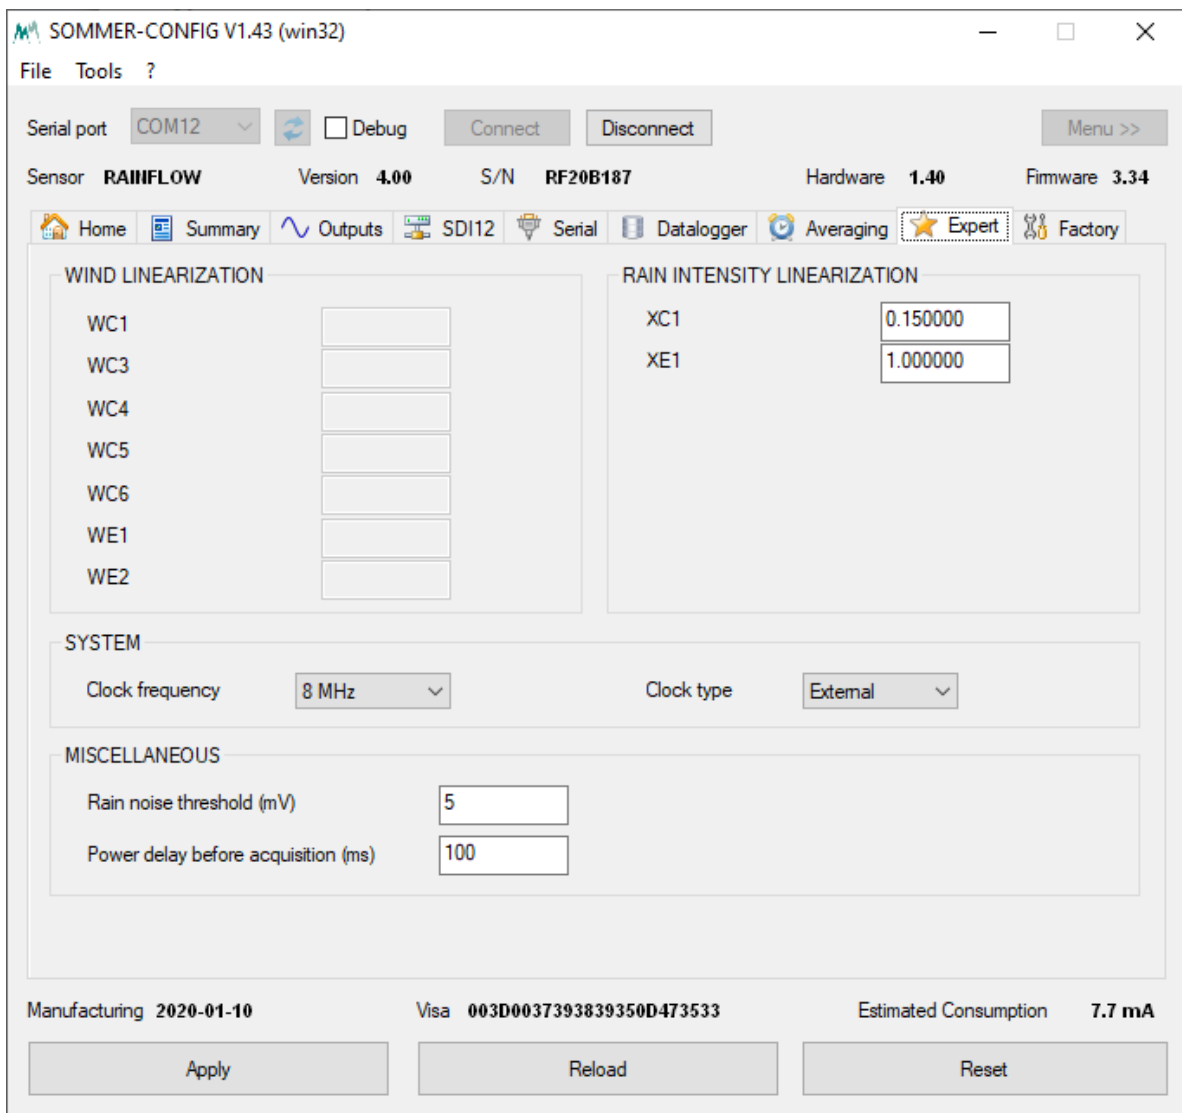 SOMMER-CONFIG V1.43 (win32)
File Tools ?
Serial port COM12 Debug Connect Disconnect Menu >>
Sensor RAINFLOW Version 4.00 S/N RF20B187 Hardware 1.40 Firmware 3.34
Home Summary Outputs SDI12 Serial Datalogger Averaging Expert Factory
WIND LINEARIZATION
WC1
WC3
WC4
WC5
WC6
WE1
WE2
RAIN INTENSITY LINEARIZATION
XC1 0.150000
XE1 1.000000
SYSTEM
Clock frequency 8 MHz Clock type External
MISCELLANEOUS
Rain noise threshold (mV) 5
Power delay before acquisition (ms) 100
Manufacturing 2020-01-10 Visa 003D0037393839350D473533 Estimated Consumption 7.7 mA
Apply Reload Reset